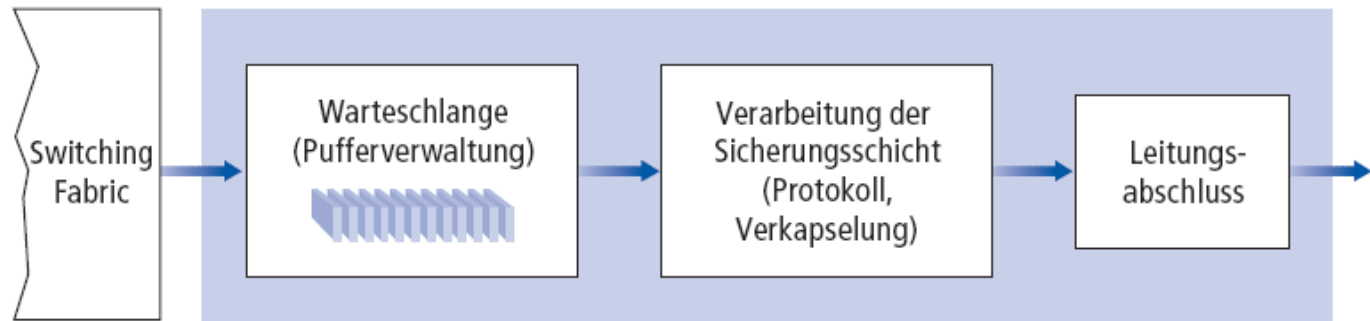 Switching
Fabric
Warteschlange
(Pufferverwaltung)
Verarbeitung der
Sicherungsschicht
(Protokoll,
Verkapselung)
Leitungs-
abschluss